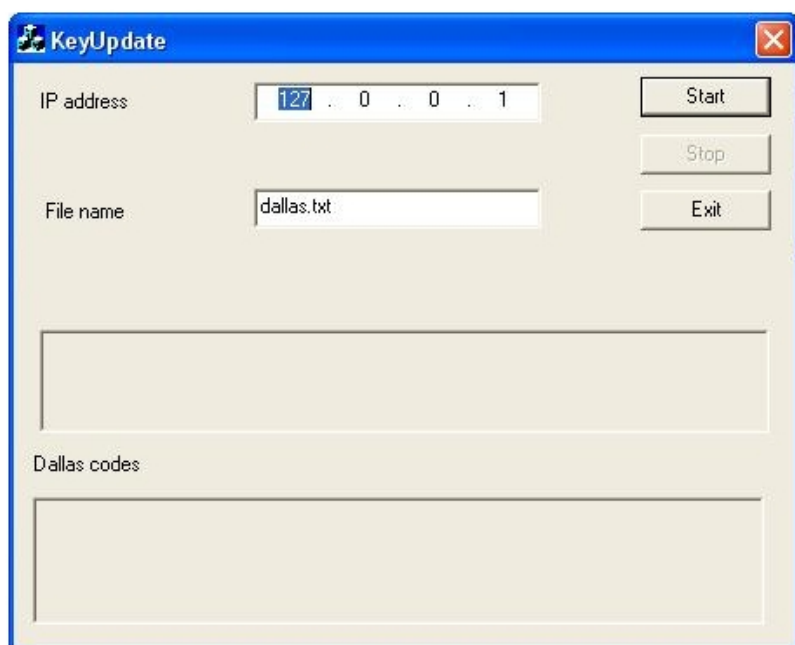 KeyUpdate
IP address 127 . 0 . 0 . 1 Start
Stop
File name dallas.txt Exit
Dallas codes